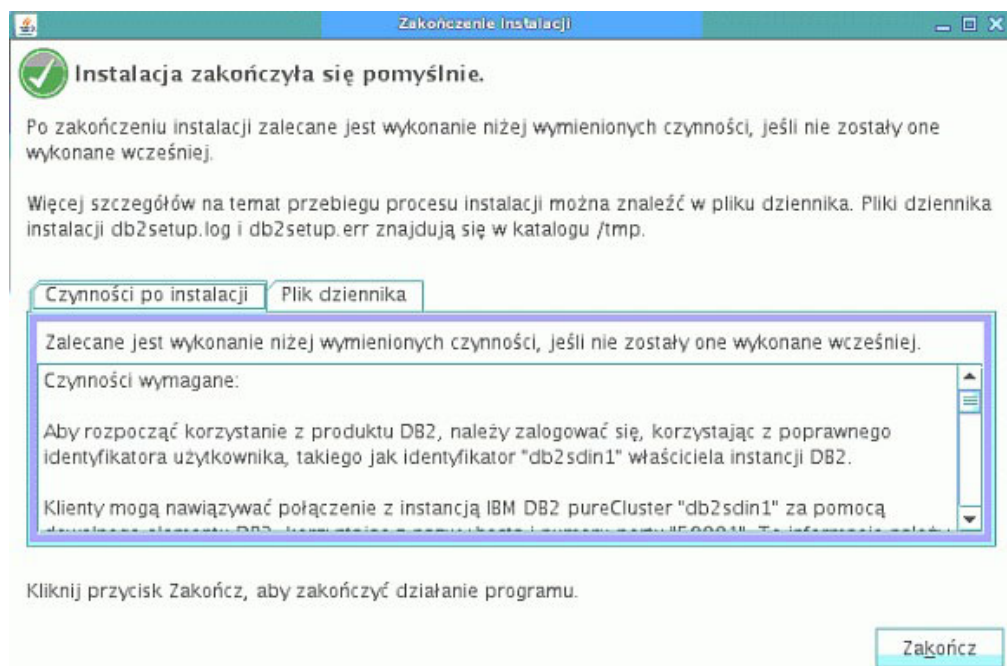 Zakończenie instalacji
Instalacja zakończyła się pomyślnie.
Po zakończeniu instalacji zalecane jest wykonanie niżej wymienionych czynności, jeśli nie zostały one
wykonane wcześniej.
Więcej szczegółów na temat przebiegu procesu instalacji można znaleźć w pliku dziennika. Pliki dziennika
instalacji db2setup.log i db2setup.err znajdują się w katalogu /tmp.
Czynności po instalacji
Plik dziennika
Zalecane jest wykonanie niżej wymienionych czynności, jeśli nie zostały one wykonane wcześniej.
Czynności wymagane:
Aby rozpocząć korzystanie z produktu DB2, należy zalogować się, korzystając z poprawnego
identyfikatora użytkownika, takiego jak identyfikator "db2sdin1" właściciela instancji DB2.
Klienty mogą nawiązywać połączenie z instancją IBM DB2 pureCluster "db2sdin1" za pomocą
Kliknij przycisk Zakończ, aby zakończyć działanie programu.
Zakończ